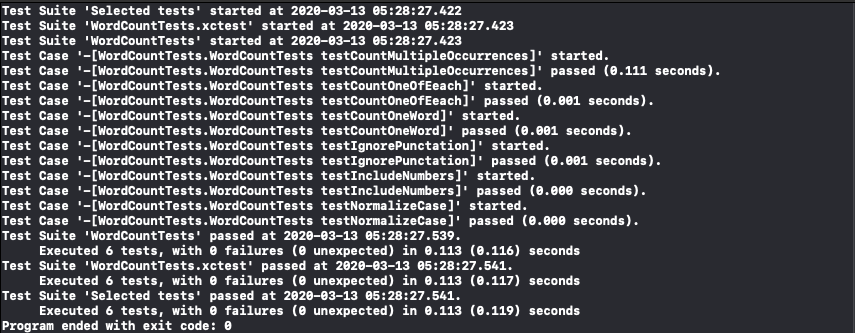 Test Suite 'Selected tests' started at 2020-03-13 05:28:27.422
Test Suite 'WordCountTests.xctest' started at 2020-03-13 05:28:27.423
Test Suite 'WordCountTests' started at 2020-03-13 05:28:27.423
Test Case '-[WordCountTests.WordCountTests testCountMultipleOccurrences]' started.
Test Case '-[WordCountTests.WordCountTests testCountMultipleOccurrences]' passed (0.111 seconds).
Test Case '-[WordCountTests.WordCountTests testCountOneOfEeach]' started.
Test Case '-[WordCountTests.WordCountTests testCountOneOfEeach]' passed (0.001 seconds).
Test Case '-[WordCountTests.WordCountTests testCountOneWord]' started.
Test Case '-[WordCountTests.WordCountTests testCountOneWord]' passed (0.001 seconds).
Test Case '-[WordCountTests.WordCountTests testIgnorePunctation]' started.
Test Case '-[WordCountTests.WordCountTests testIgnorePunctation]' passed (0.001 seconds).
Test Case '-[WordCountTests.WordCountTests testIncludeNumbers]' started.
Test Case '-[WordCountTests.WordCountTests testIncludeNumbers]' passed (0.000 seconds).
Test Case '-[WordCountTests.WordCountTests testNormalizeCase]' started.
Test Case '-[WordCountTests.WordCountTests testNormalizeCase]' passed (0.000 seconds).
Test Suite 'WordCountTests' passed at 2020-03-13 05:28:27.539.
Executed 6 tests, with 0 failures (0 unexpected) in 0.113 (0.116) seconds
Test Suite 'WordCountTests.xctest' passed at 2020-03-13 05:28:27.541.
Executed 6 tests, with 0 failures (0 unexpected) in 0.113 (0.117) seconds
Test Suite 'Selected tests' passed at 2020-03-13 05:28:27.541.
Executed 6 tests, with 0 failures (0 unexpected) in 0.113 (0.119) seconds
Program ended with exit code: 0